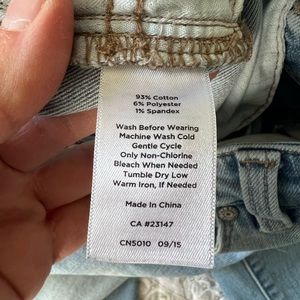 93% Cotton
6% Polyester
1% Spandex
Wash Before Wearing
Machine Wash Cold
Gentle Cycle
Only Non-Chlorine
Bleach When Needed
Tumble Dry Low
Warm Iron, If Needed
Made In China
CA #23147
CN5010 09/15